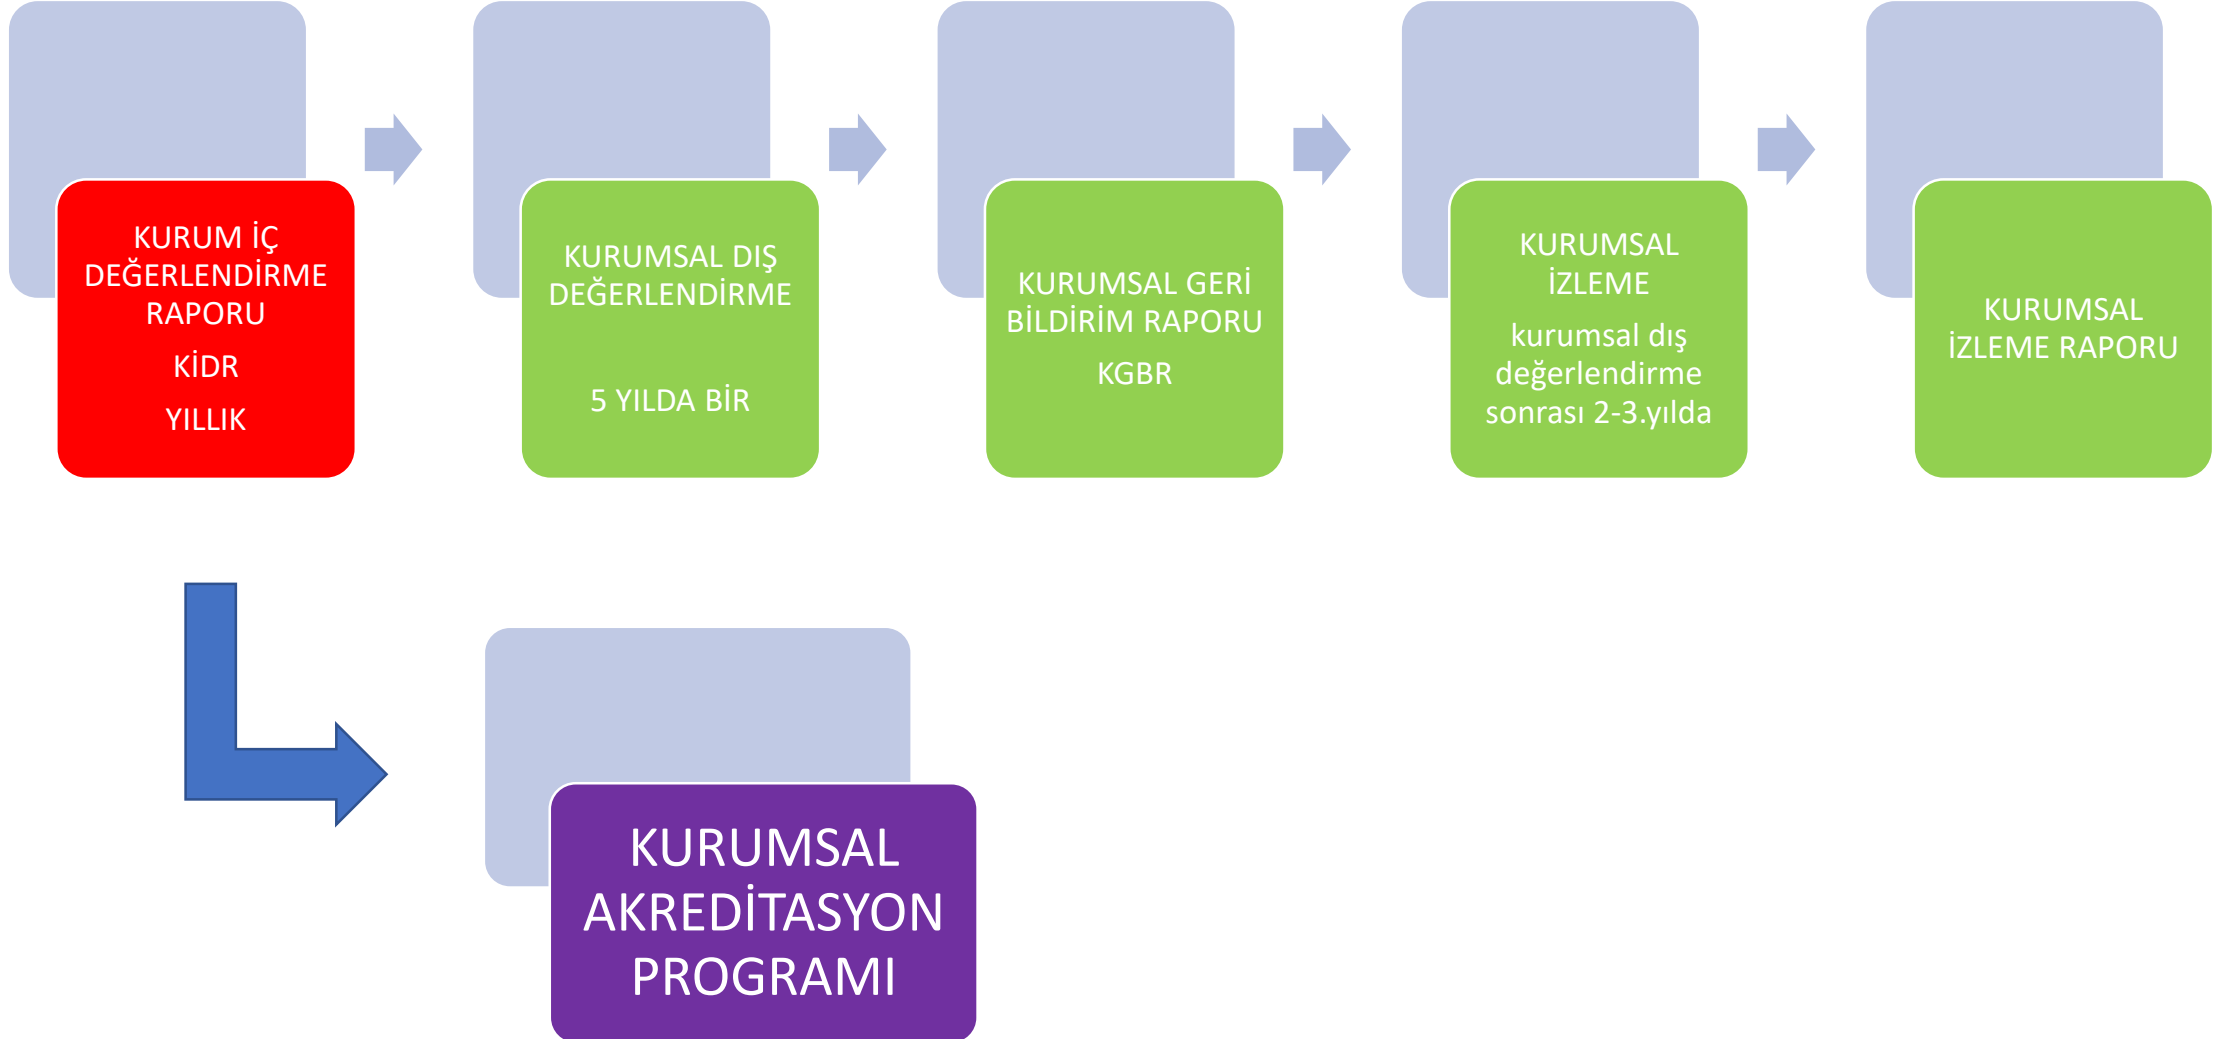 KURUM İÇ
DEĞERLENDİRME
RAPORU
KİDR
YILLIK
KURUMSAL DIŞ
DEĞERLENDİRME
5 YILDA BİR
KURUMSAL GERİ
BİLDİRİM RAPORU
KGBR
KURUMSAL
İZLEME
kurumsal dış
değerlendirme
sonrası 2-3.yılda
KURUMSAL
İZLEME RAPORU
KURUMSAL
AKREDİTASYON
PROGRAMI